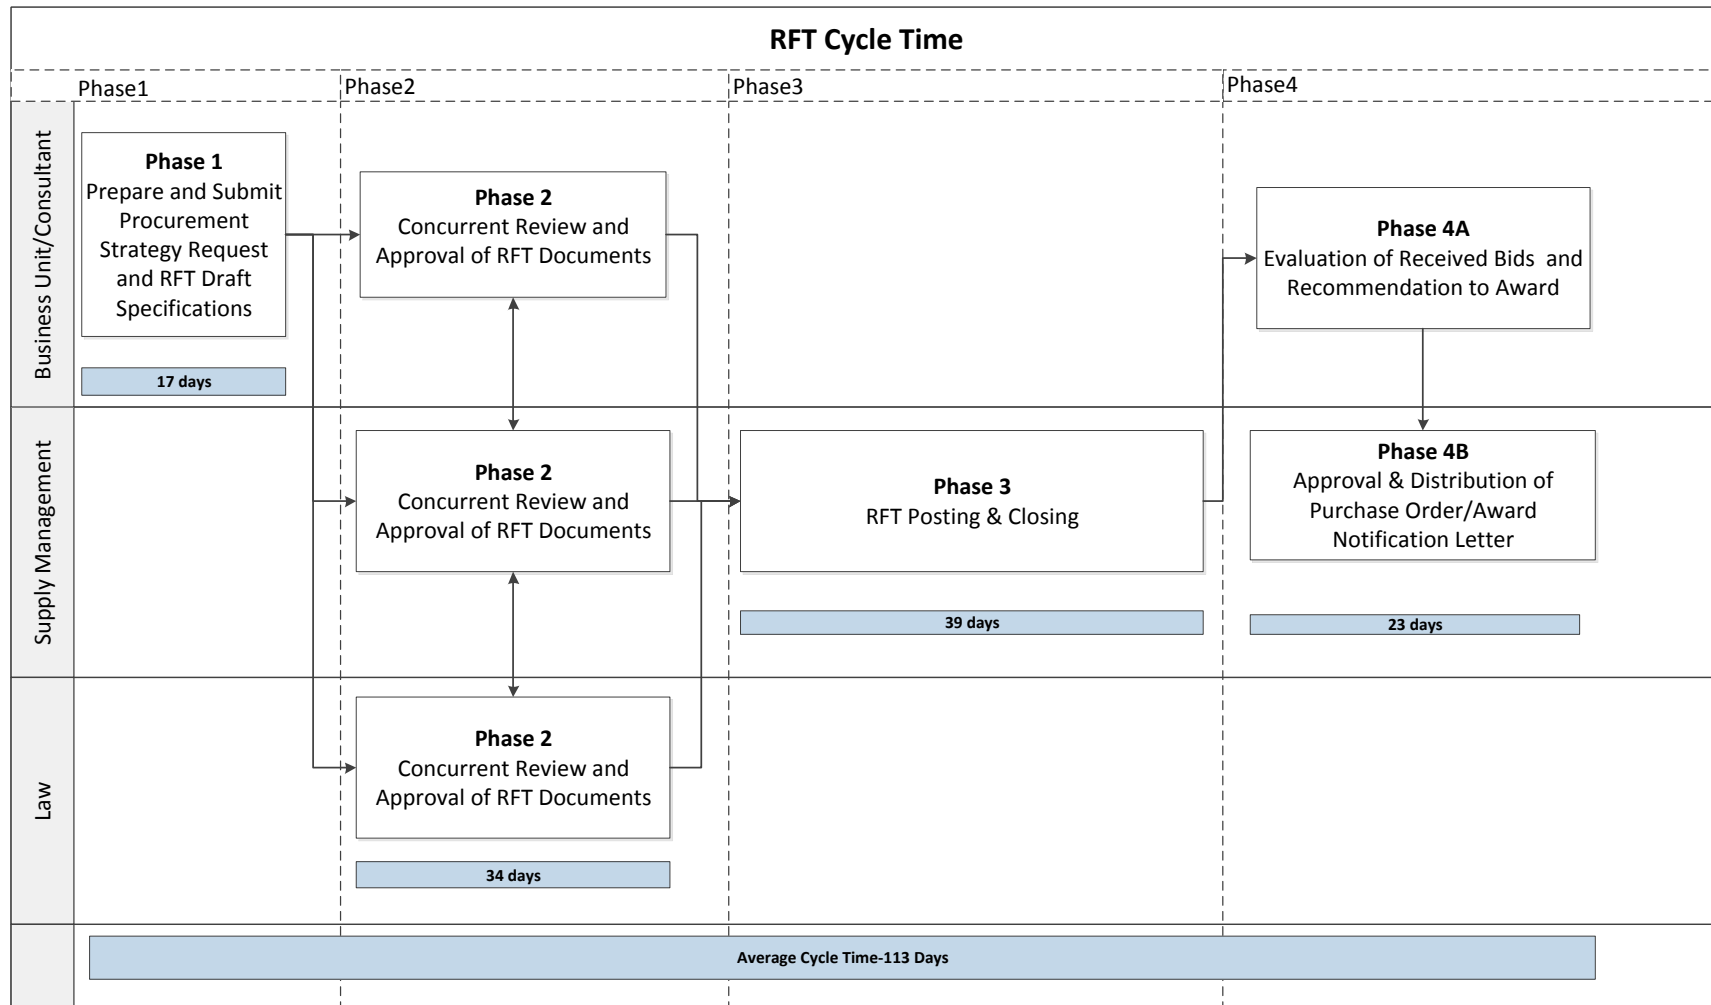 RFT Cycle Time
Phase1
Phase2
Phase3
Phase4
Business Unit/Consultant
Phase 1
Prepare and Submit
Procurement
Strategy Request
and RFT Draft
Specifications
17 days
Phase 2
Concurrent Review and
Approval of RFT Documents
Phase 4A
Evaluation of Received Bids  and
Recommendation to Award
Supply Management
Phase 2
Concurrent Review and
Approval of RFT Documents
Phase 3
RFT Posting & Closing
39 days
Phase 4B
Approval & Distribution of
Purchase Order/Award
Notification Letter
23 days
Law
Phase 2
Concurrent Review and
Approval of RFT Documents
34 days
Average Cycle Time-113 Days